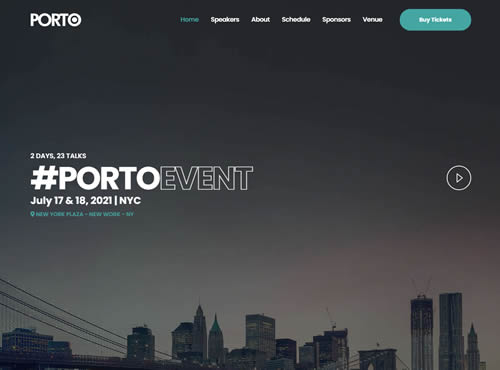 PORTO
Home Speakers About Schedule Sponsors Venue Buy Tickets
2 DAYS, 23 TALKS
#PORTOEVENT
July 17 & 18, 2021 | NYC
NEW YORK PLAZA - NEW WORK - NY